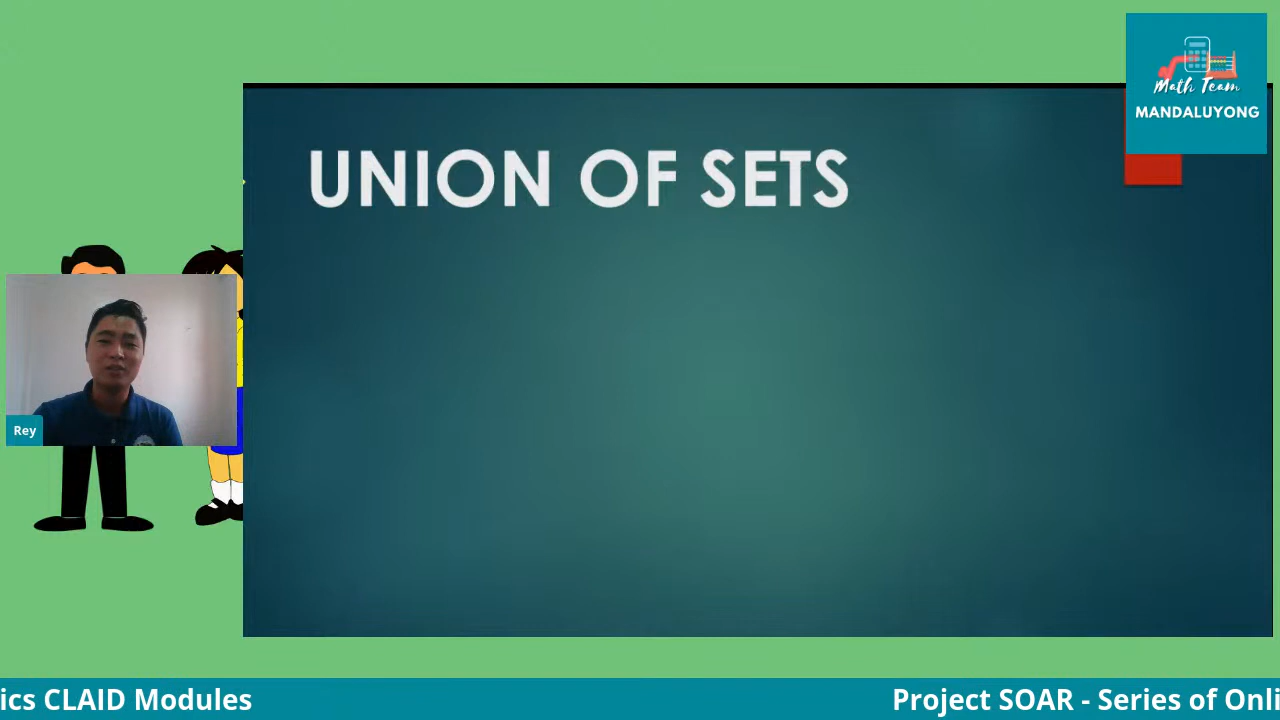 Math Team
MANDALUYONG
UNION OF SETS
Rey
ics CLAID Modules
Project SOAR - Series of Onli